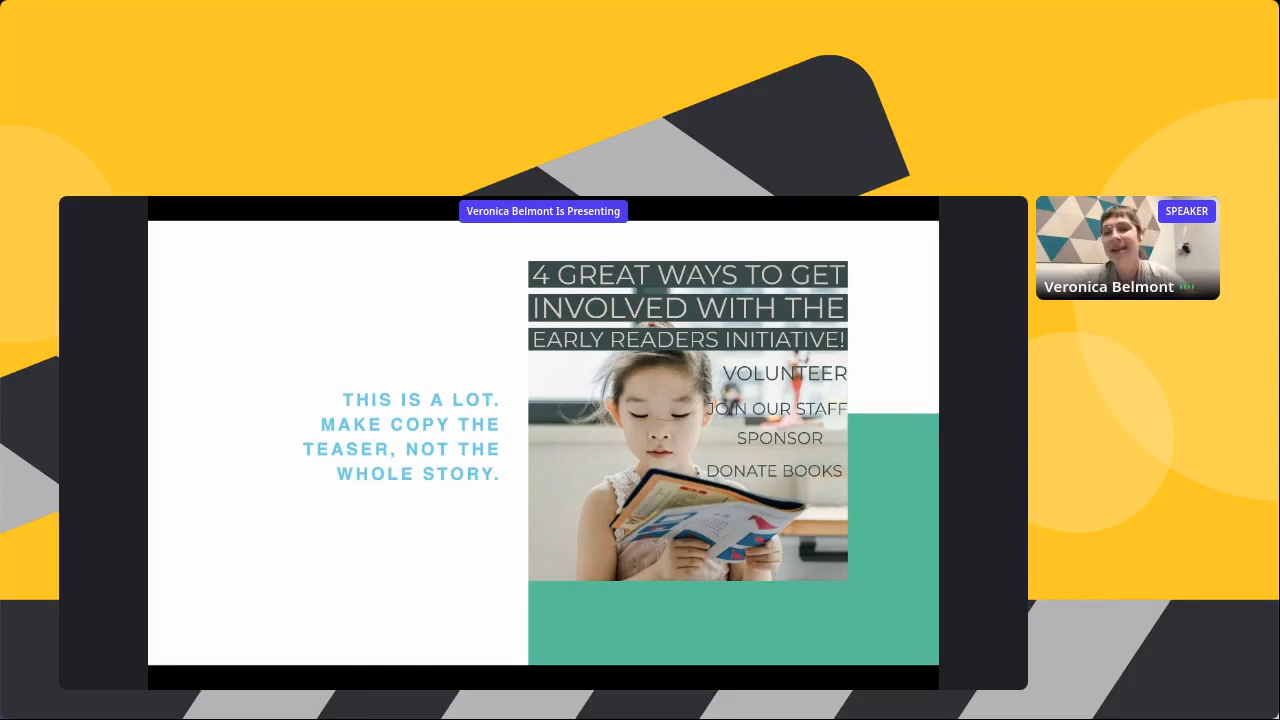 Veronica Belmont Is Presenting
SPEAKER
Veronica Belmont
4 GREAT WAYS TO GET
INVOLVED WITH THE
EARLY READERS INITIATIVE!
VOLUNTEER
JOIN OUR STAFF
SPONSOR
DONATE BOOKS
THIS IS A LOT.
MAKE COPY THE
TEASER, NOT THE
WHOLE STORY.